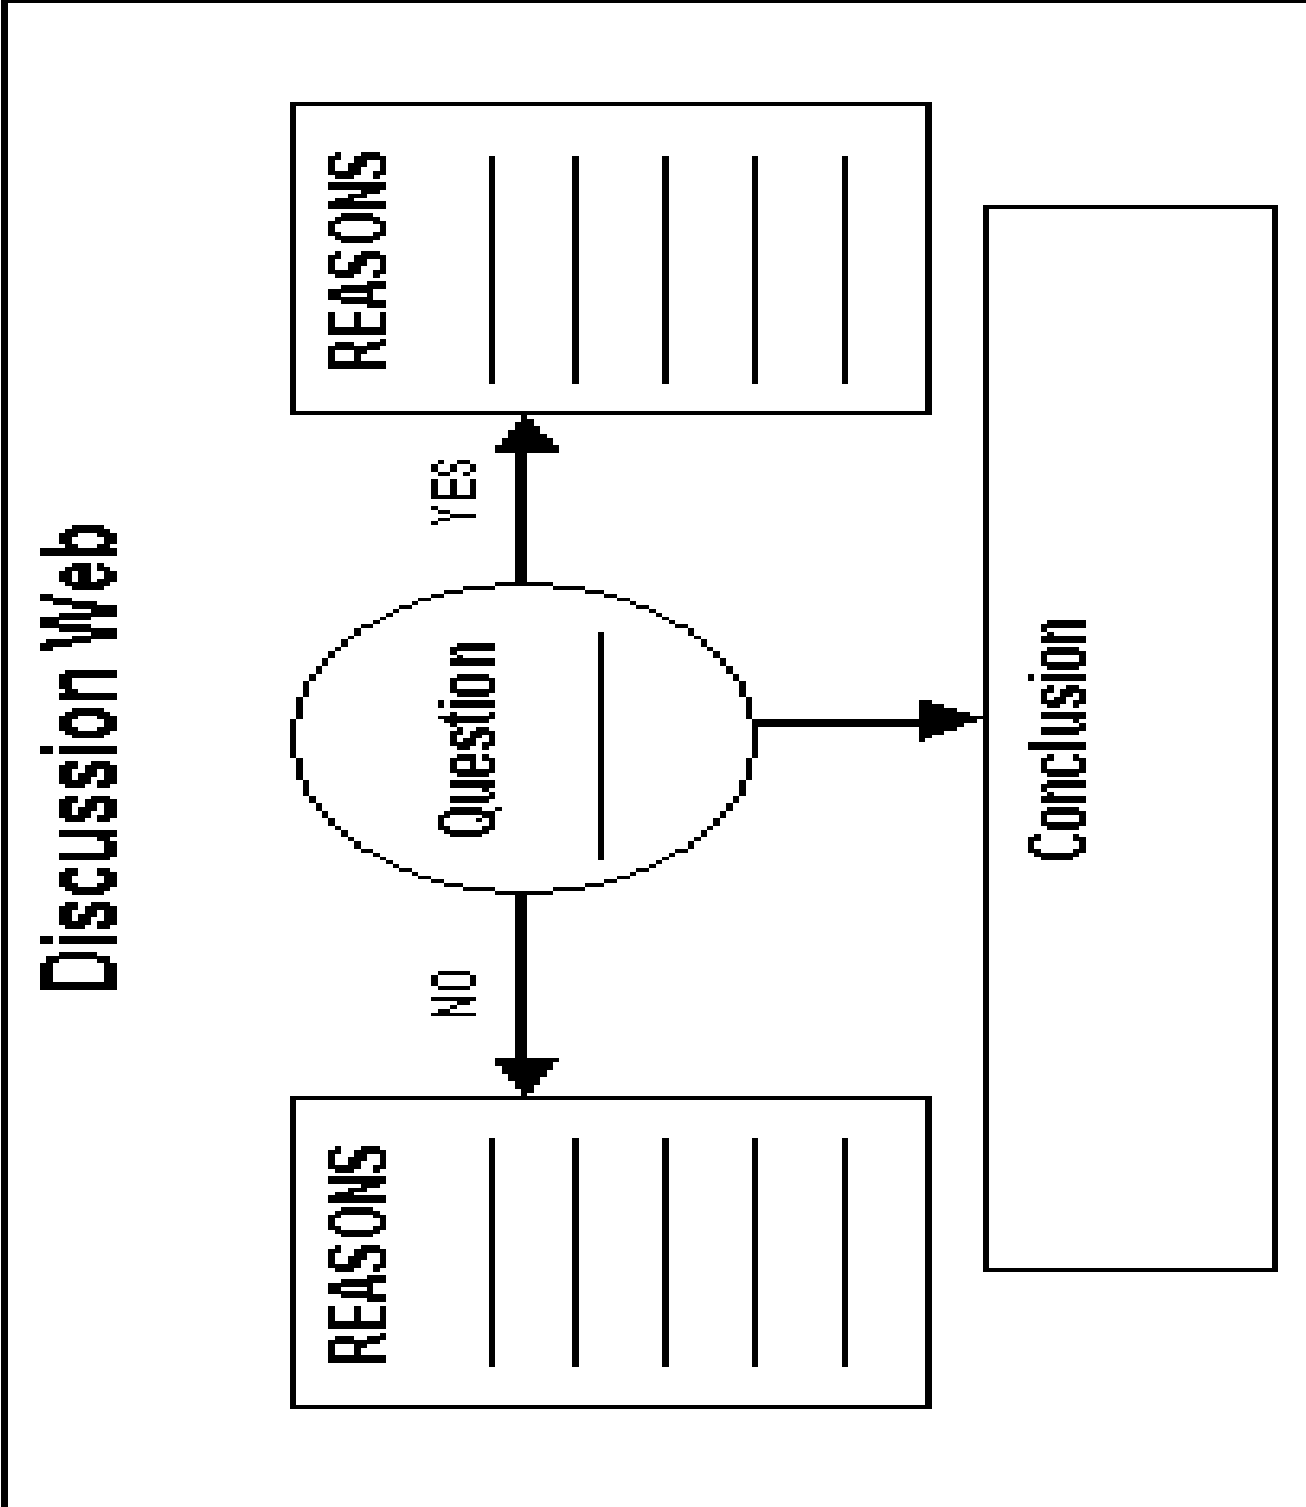 Discussion Web
REASONS
NO
Question
YES
REASONS
Conclusion